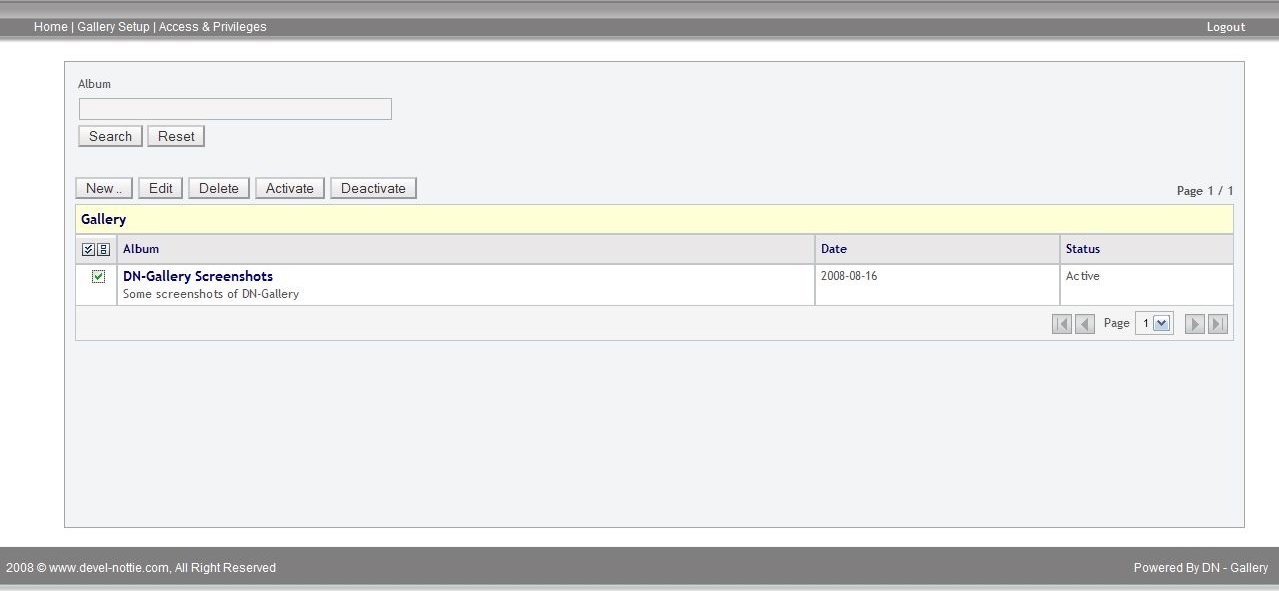 Home | Gallery Setup | Access & Privileges Logout
Album
Search Reset
New .. Edit Delete Activate Deactivate Page 1 / 1
Gallery
Album Date Status
DN-Gallery Screenshots 2008-08-16 Active
Some screenshots of DN-Gallery
Page 1
2008 © www.devel-nottie.com, All Right Reserved Powered By DN - Gallery